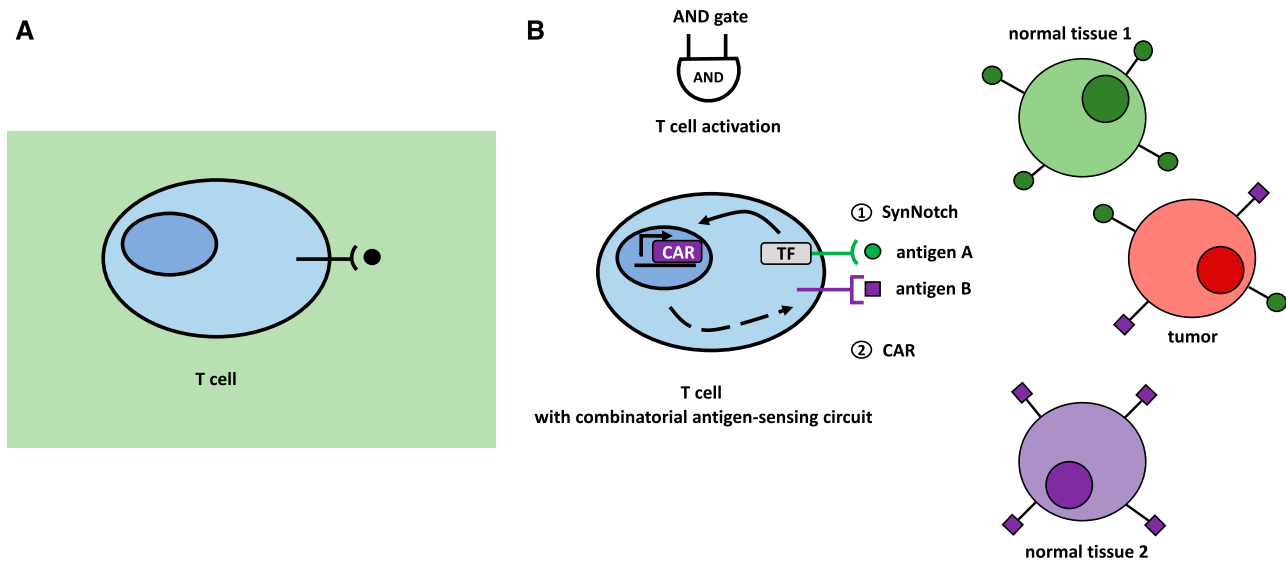 A
T cell
B
AND gate
AND
T cell activation
CAR
TF
1 SynNotch
antigen A
antigen B
2 CAR
T cell
with combinatorial antigen-sensing circuit
normal tissue 1
tumor
normal tissue 2